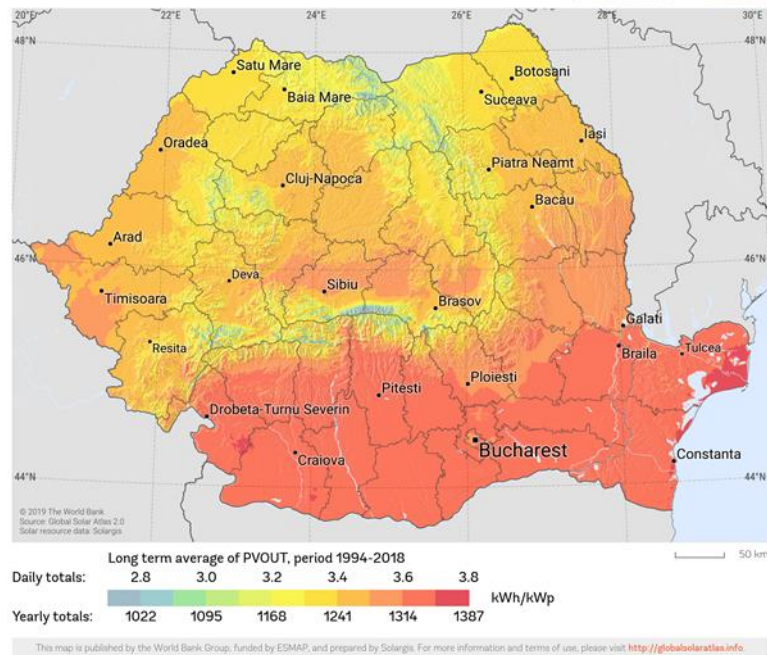 20°E 22°E 24°E 26°E 28°E 30°E
48°N 48°N
Satu Mare
Botosani
Baia Mare
Suceava
Iasi
Oradea
Piatra Neamt
Cluj-Napoca
Bacau
Arad
46°N 46°N
Deva
Sibiu
Timisoara
Brasov
Galati
Resita
Braila
Tulcea
Ploiesti
Pitesti
Drobeta-Turnu Severin
Bucharest
Craiova
Constanta
44°N 44°N
© 2019 The World Bank
Source: Global Solar Atlas 2.0
Solar resource data: Solargis
Long term average of PVOUT, period 1994-2018
50 km
Daily totals: 2.8 3.0 3.2 3.4 3.6 3.8
kWh/kWp
Yearly totals: 1022 1095 1168 1241 1314 1387
This map is published by the World Bank Group, funded by ESMAP, and prepared by Solargis. For more information and terms of use, please visit http://globalsolaratlas.info.